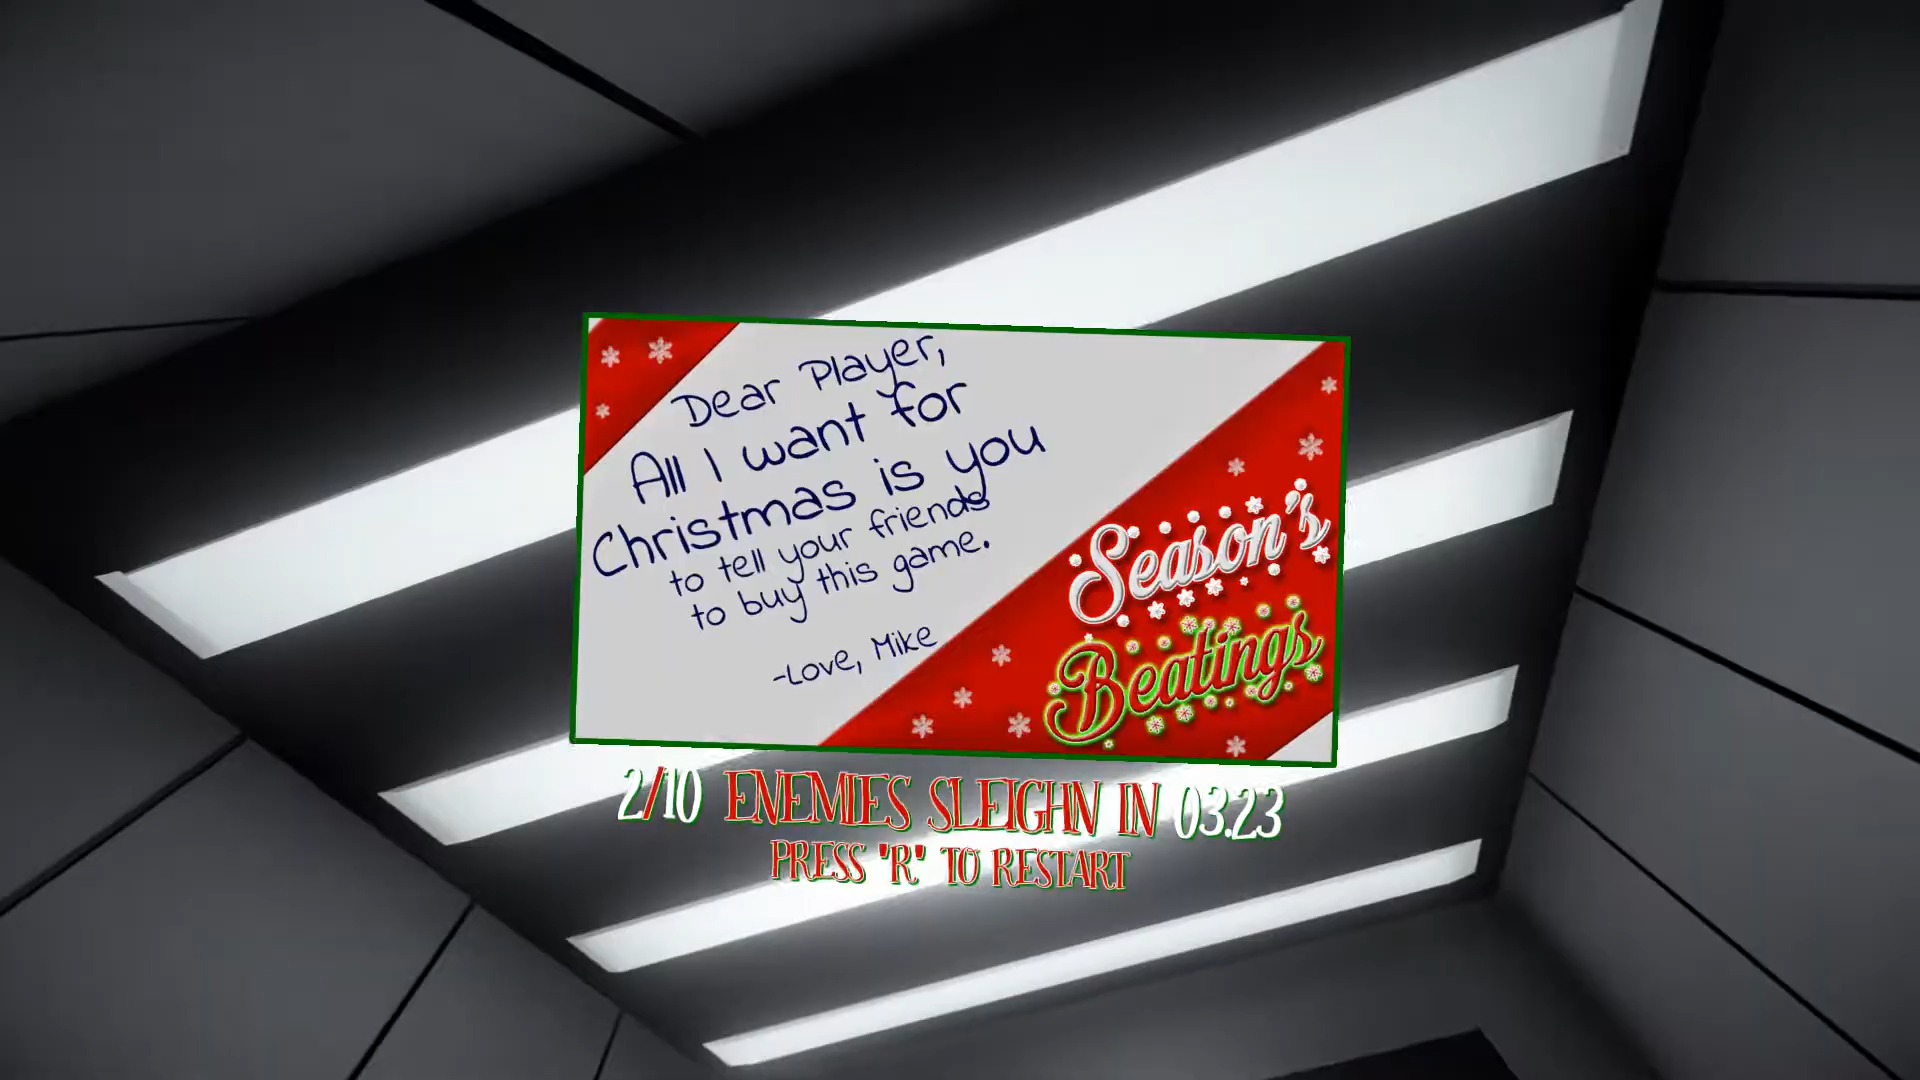 Dear Player,
All I want for
Christmas is you
to tell your friends
to buy this game.
-Love, Mike
Season's
Beatings
2/10 ENEMIES SLEIGHN IN 03.23
PRESS "R" TO RESTART